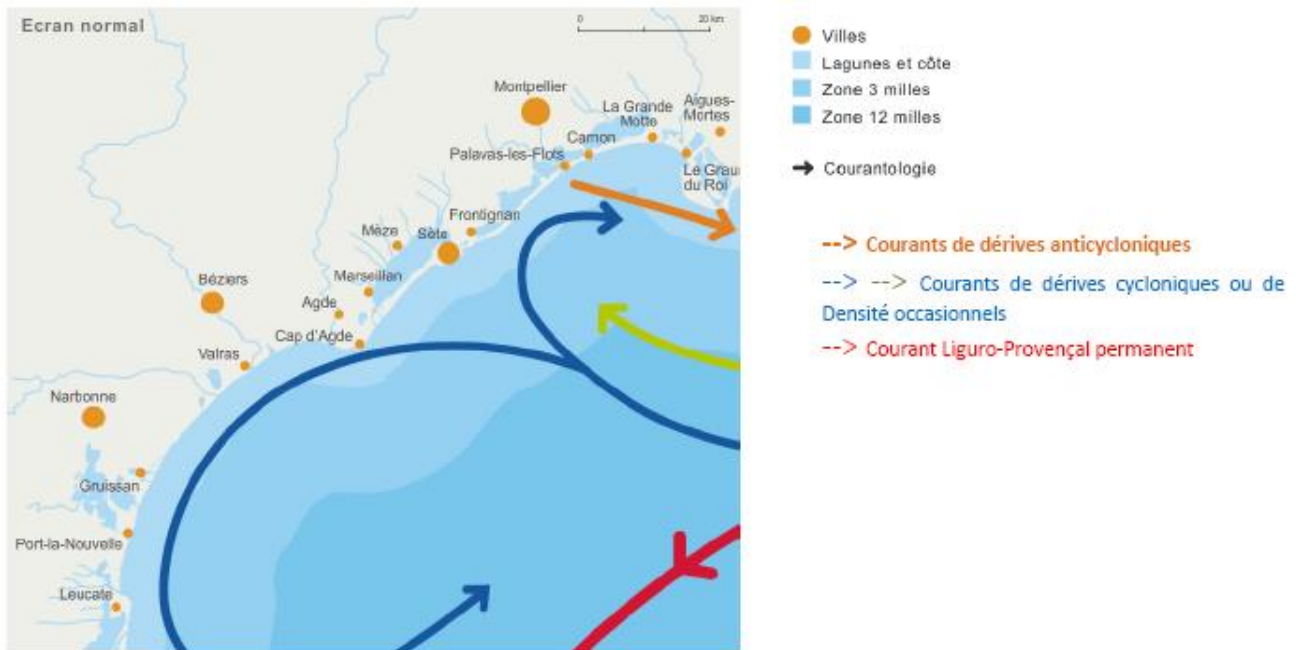 Ecran normal
0 20 km
Montpellier
La Grande
Motte
Aigues-
Mortes
Carnon
Palavas-les-Flots
Le Grau
du Roi
Frontignan
Mèze
Sète
Marseillan
Béziers
Agde
Cap d'Agde
Valras
Narbonne
Gruissan
Port-la-Nouvelle
Leucate
Villes
Lagunes et côte
Zone 3 milles
Zone 12 milles
➔ Courantologie
--> Courants de dérives anticycloniques
--> --> Courants de dérives cycloniques ou de
Densité occasionnels
--> Courant Liguro-Provençal permanent